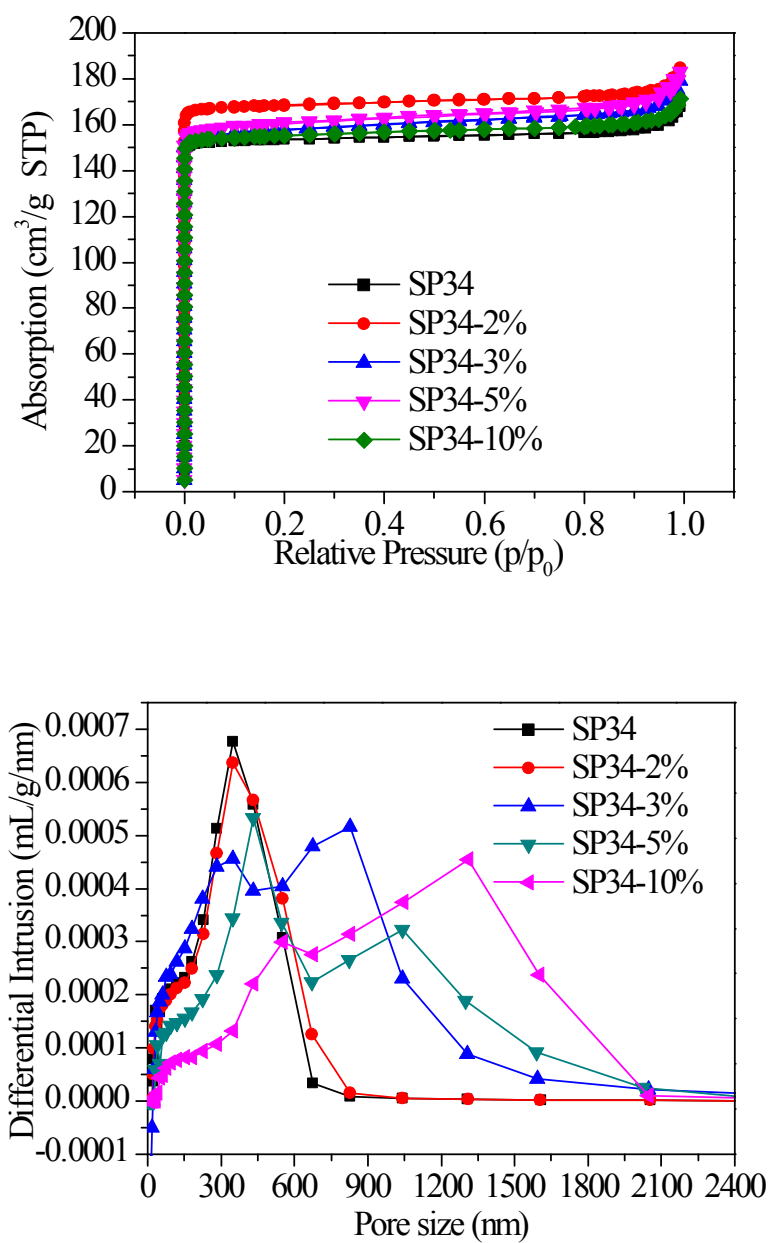 200
180
160
140
120
100
80
60
40
20
0
Absorption (cm³/g STP)
SP34
SP34-2%
SP34-3%
SP34-5%
SP34-10%
0.0 0.2 0.4 0.6 0.8 1.0
Relative Pressure (p/p₀)
0.0007
0.0006
0.0005
0.0004
0.0003
0.0002
0.0001
0.0000
-0.0001
Differential Intrusion (mL/g/nm)
SP34
SP34-2%
SP34-3%
SP34-5%
SP34-10%
0 300 600 900 1200 1500 1800 2100 2400
Pore size (nm)